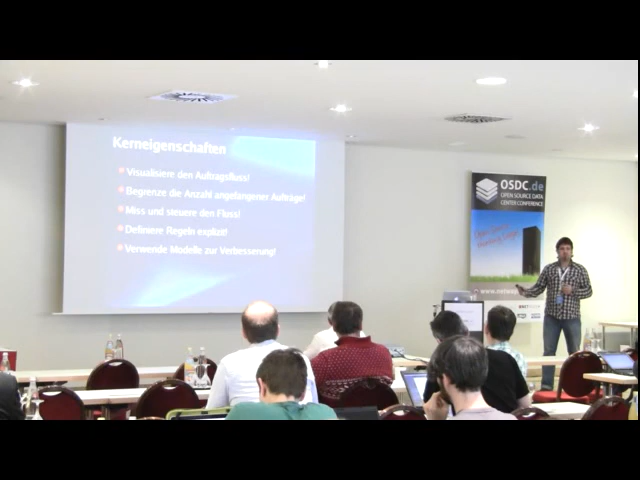 Kerneigenschaften
Visualisiere den Auftragsfluss!
Begrenze die Anzahl angefangener Aufträge!
Miss und steuere den Fluss!
Definiere Regeln explizit!
Verwende Modelle zur Verbesserung!
OSDC.de
OPEN SOURCE DATA
CENTER CONFERENCE